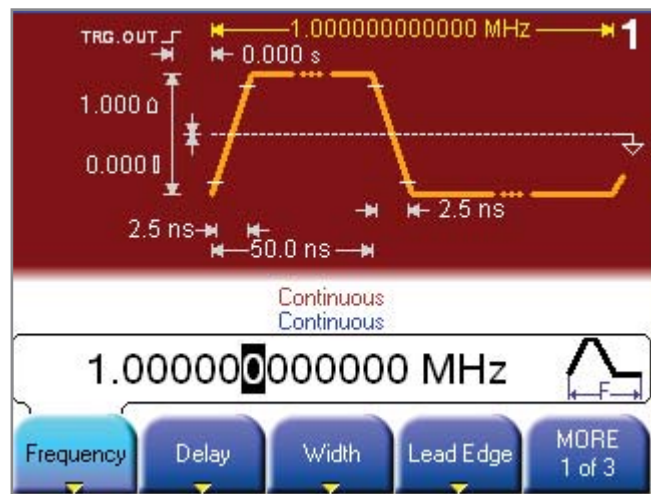 TRG.OUT
1.000000000000 MHz
1
0.000 s
1.000
0.000
2.5 ns
2.5 ns
50.0 ns
Continuous
Continuous
1.000000000000 MHz
F
Frequency
Delay
Width
Lead Edge
MORE
1 of 3